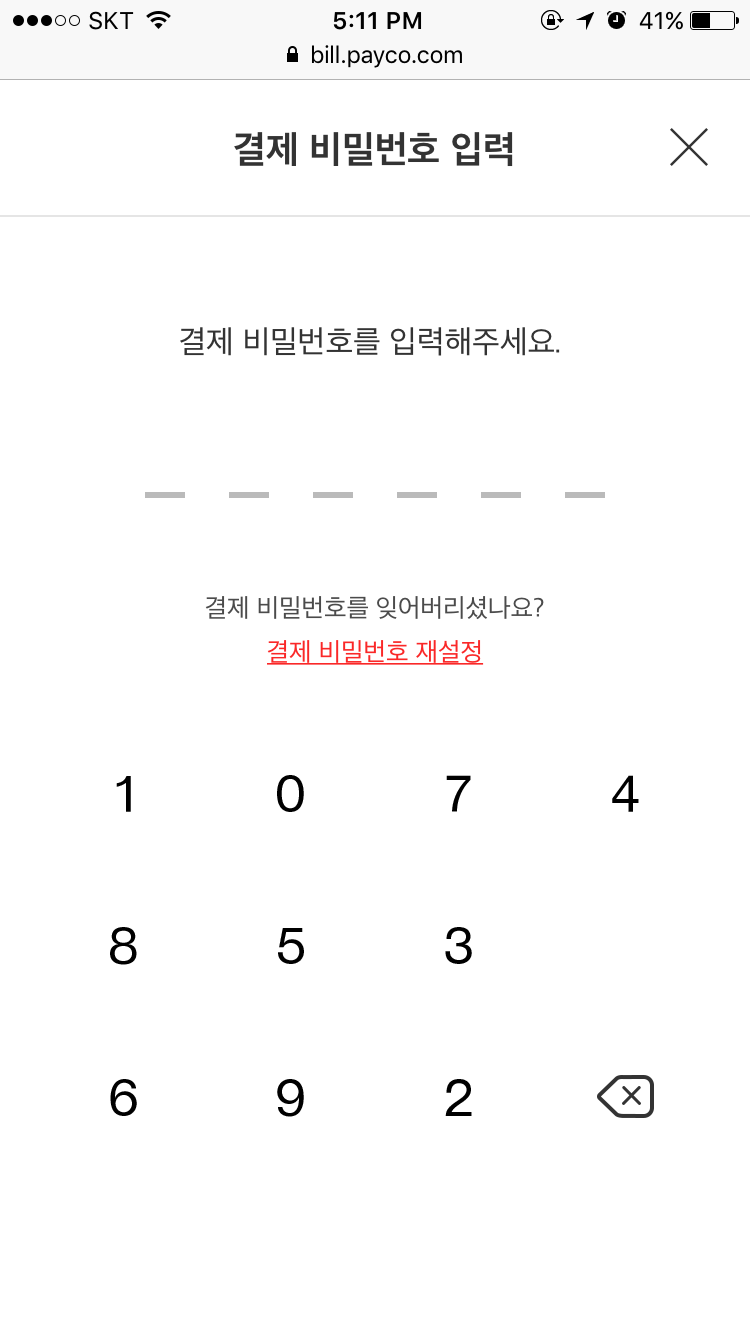 SKT 5:11 PM 41%
bill.payco.com
결제 비밀번호 입력
결제 비밀번호를 입력해주세요.
결제 비밀번호를 잊어버리셨나요?
결제 비밀번호 재설정
1 0 7 4
8 5 3
6 9 2